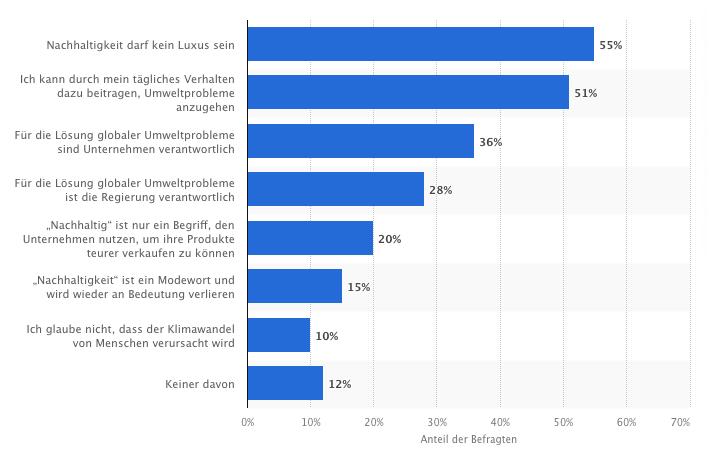 Nachhaltigkeit darf kein Luxus sein
55%
Ich kann durch mein tägliches Verhalten
dazu beitragen, Umweltprobleme
anzugehen
51%
Für die Lösung globaler Umweltprobleme
sind Unternehmen verantwortlich
36%
Für die Lösung globaler Umweltprobleme
ist die Regierung verantwortlich
28%
„Nachhaltig“ ist nur ein Begriff, den
Unternehmen nutzen, um ihre Produkte
teurer verkaufen zu können
20%
„Nachhaltigkeit“ ist ein Modewort und
wird wieder an Bedeutung verlieren
15%
Ich glaube nicht, dass der Klimawandel
von Menschen verursacht wird
10%
Keiner davon
12%
0% 10% 20% 30% 40% 50% 60% 70%
Anteil der Befragten